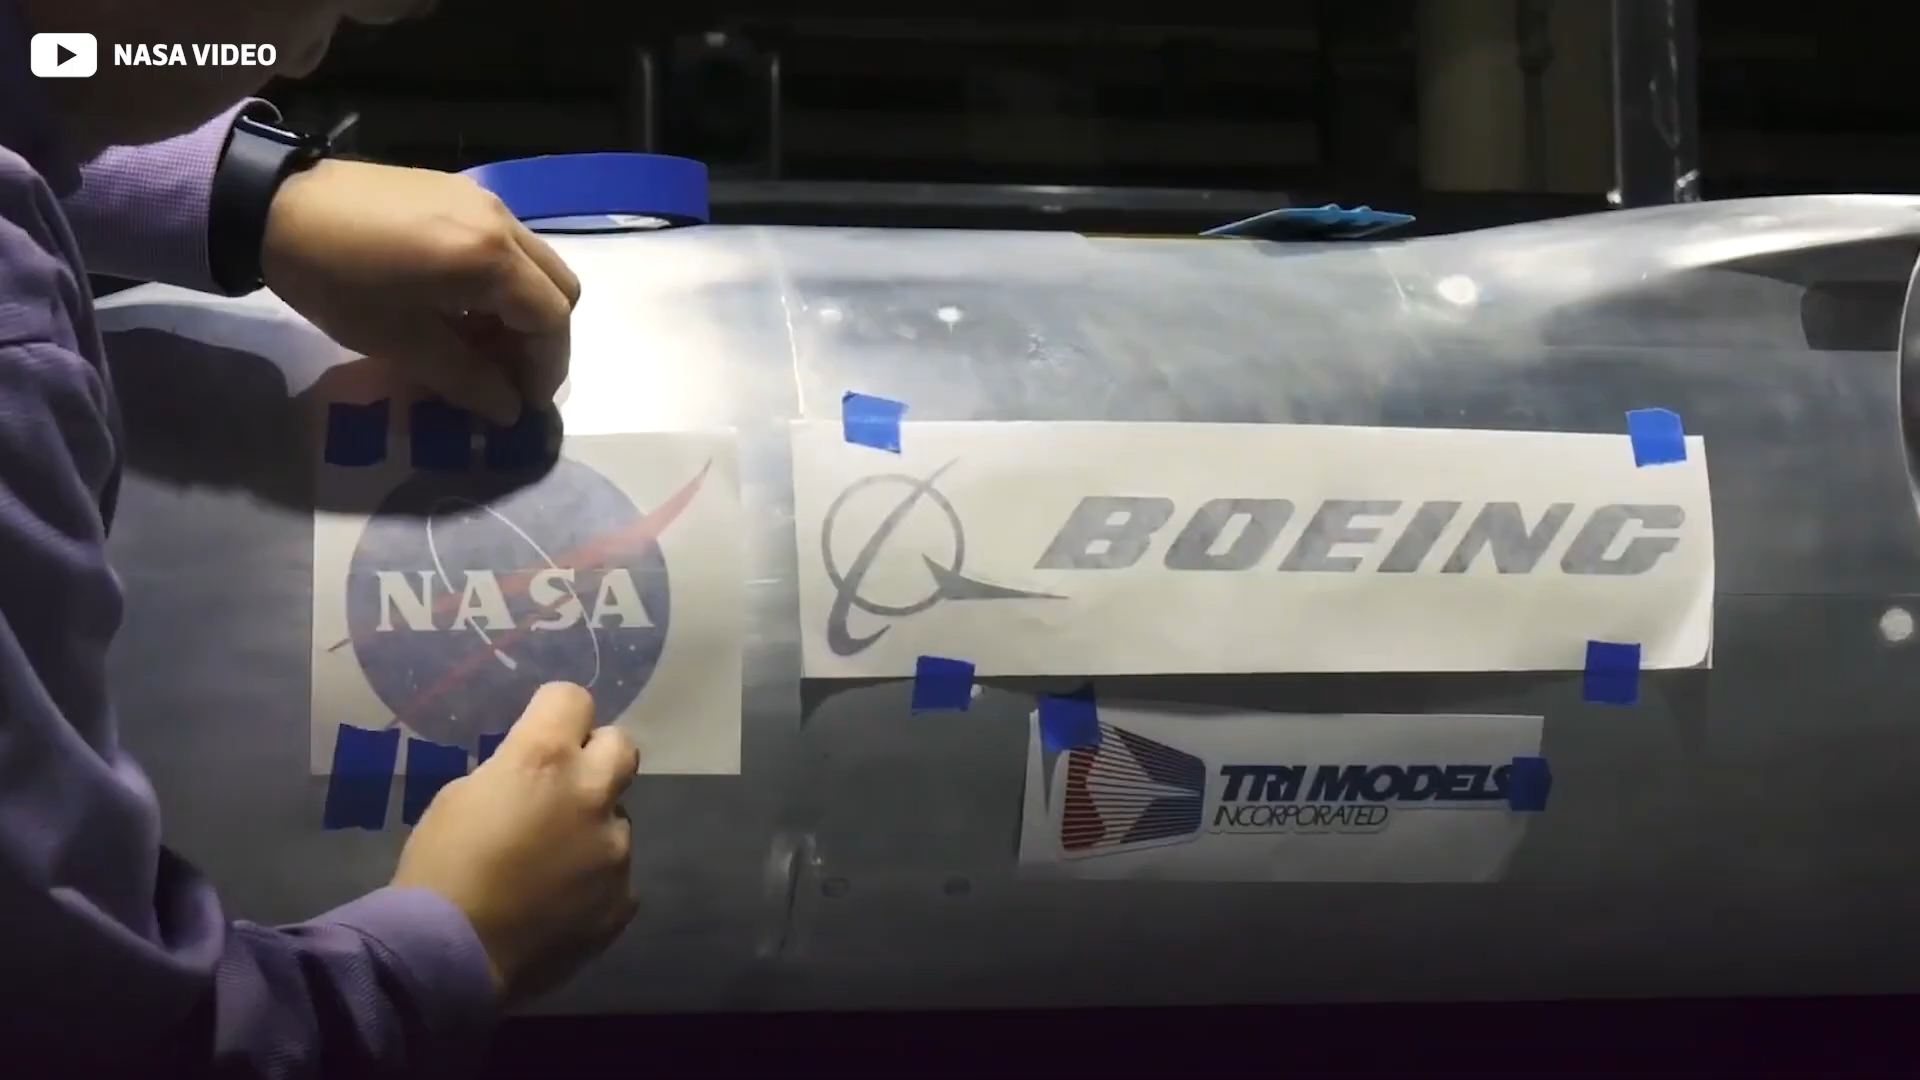 NASA VIDEO
NASA
BOEING
TRI MODELS
INCORPORATED